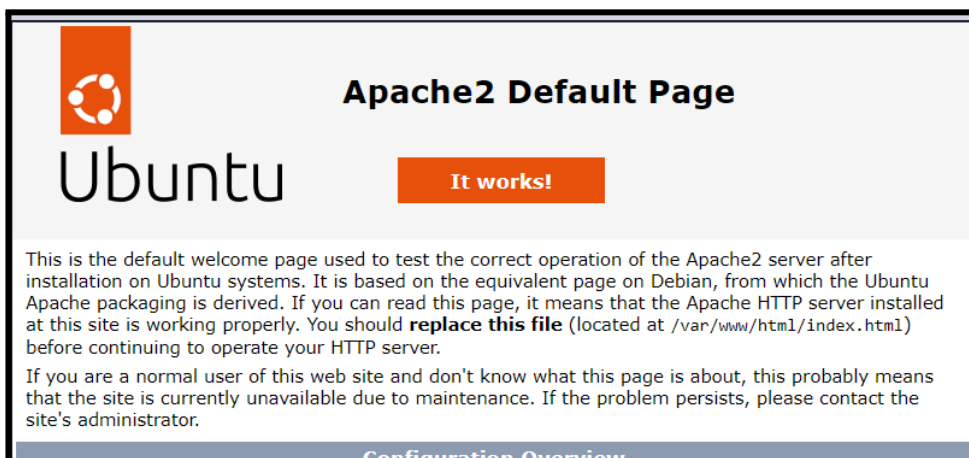 Apache2 Default Page
Ubuntu
It works!
This is the default welcome page used to test the correct operation of the Apache2 server after
installation on Ubuntu systems. It is based on the equivalent page on Debian, from which the Ubuntu
Apache packaging is derived. If you can read this page, it means that the Apache HTTP server installed
at this site is working properly. You should replace this file (located at /var/www/html/index.html)
before continuing to operate your HTTP server.
If you are a normal user of this web site and don't know what this page is about, this probably means
that the site is currently unavailable due to maintenance. If the problem persists, please contact the
site's administrator.
Configuration Overview